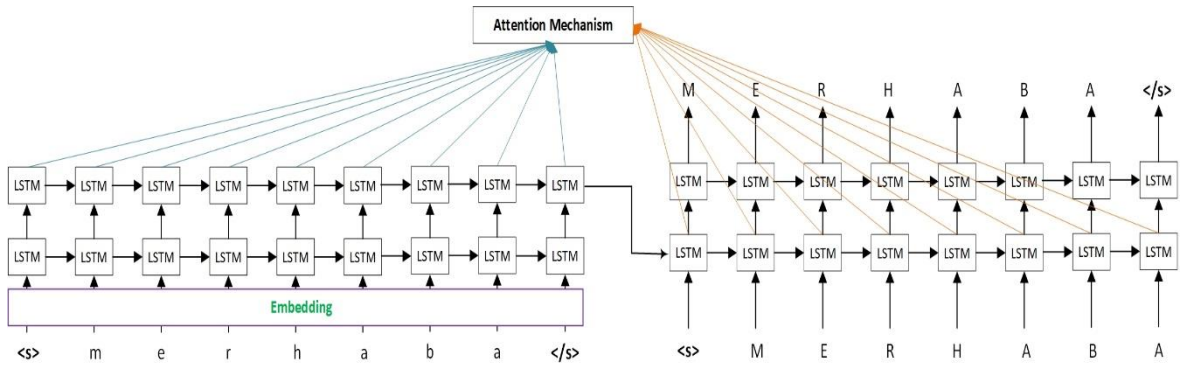 Attention Mechanism
M E R H A B A </s>
LSTM LSTM LSTM LSTM LSTM LSTM LSTM LSTM LSTM
LSTM LSTM LSTM LSTM LSTM LSTM LSTM LSTM
LSTM LSTM LSTM LSTM LSTM LSTM LSTM LSTM LSTM
LSTM LSTM LSTM LSTM LSTM LSTM LSTM LSTM
Embedding
<s> m e r h a b a </s>
<s> M E R H A B A